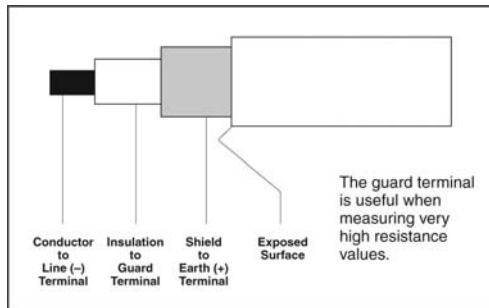 The guard terminal
is useful when
measuring very
high resistance
values.
Conductor
to
Line (–)
Terminal
Insulation
to
Guard
Terminal
Shield
to
Earth (+)
Terminal
Exposed
Surface